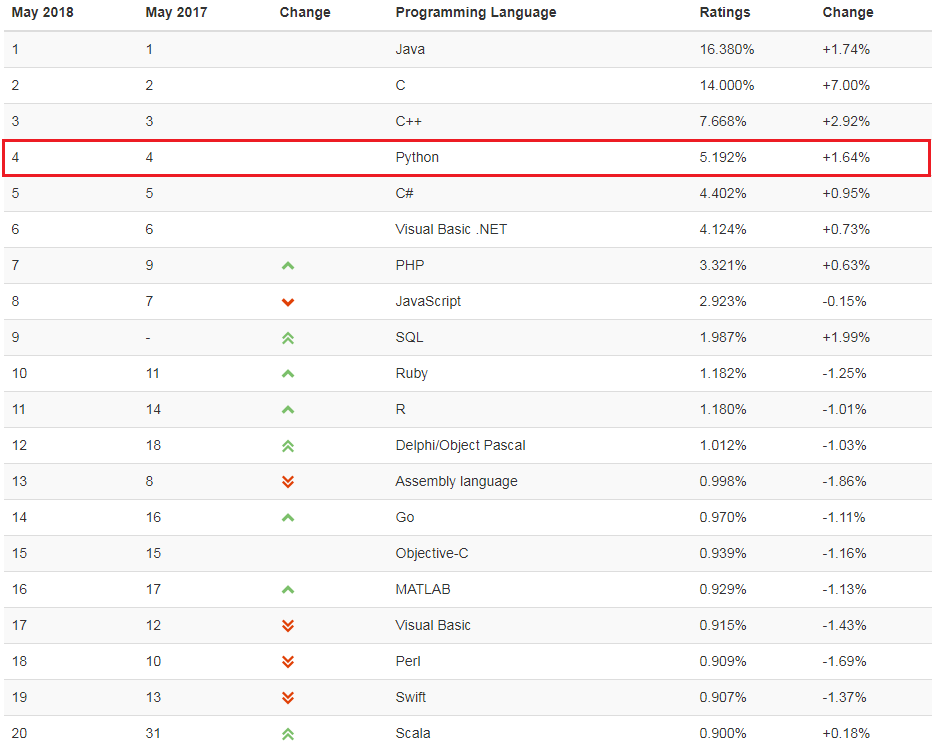 May 2018 May 2017 Change Programming Language Ratings Change
1 1 Java 16.380% +1.74%
2 2 C 14.000% +7.00%
3 3 C++ 7.668% +2.92%
4 4 Python 5.192% +1.64%
5 5 C# 4.402% +0.95%
6 6 Visual Basic .NET 4.124% +0.73%
7 9 PHP 3.321% +0.63%
8 7 JavaScript 2.923% -0.15%
9 - SQL 1.987% +1.99%
10 11 Ruby 1.182% -1.25%
11 14 R 1.180% -1.01%
12 18 Delphi/Object Pascal 1.012% -1.03%
13 8 Assembly language 0.998% -1.86%
14 16 Go 0.970% -1.11%
15 15 Objective-C 0.939% -1.16%
16 17 MATLAB 0.929% -1.13%
17 12 Visual Basic 0.915% -1.43%
18 10 Perl 0.909% -1.69%
19 13 Swift 0.907% -1.37%
20 31 Scala 0.900% +0.18%